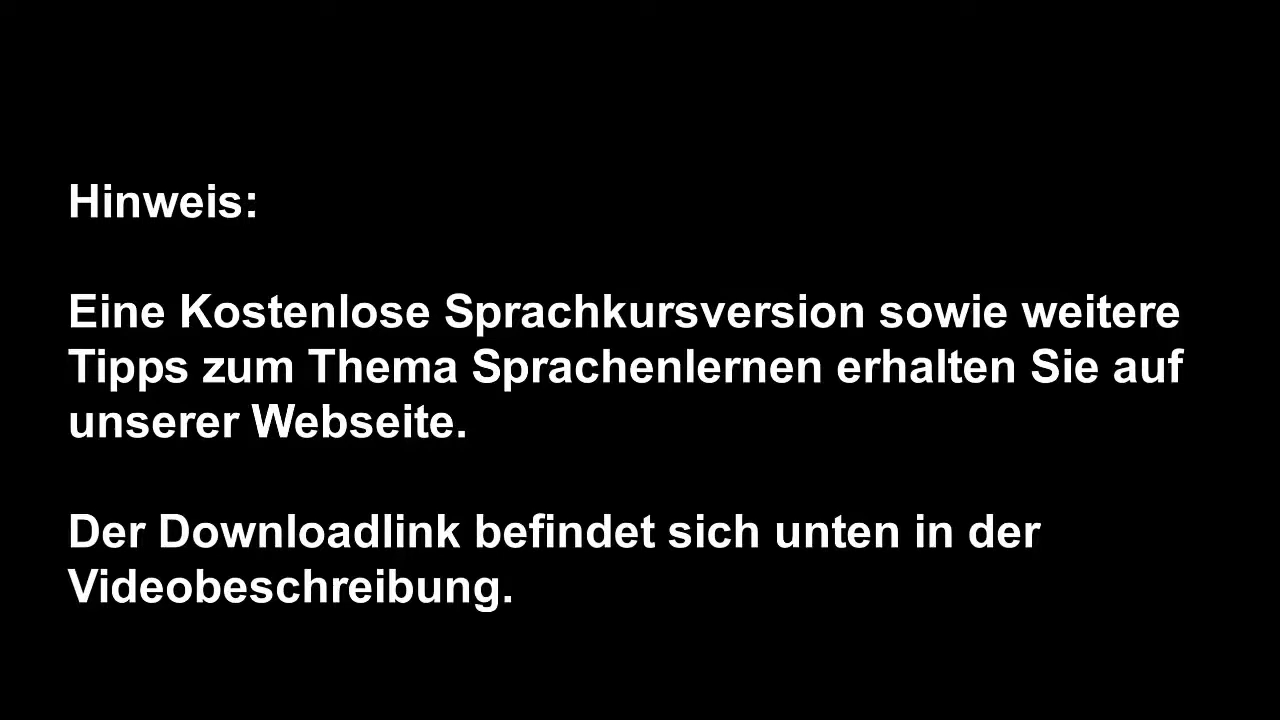 Hinweis:
Eine Kostenlose Sprachkursversion sowie weitere
Tipps zum Thema Sprachenlernen erhalten Sie auf
unserer Webseite.
Der Downloadlink befindet sich unten in der
Videobeschreibung.